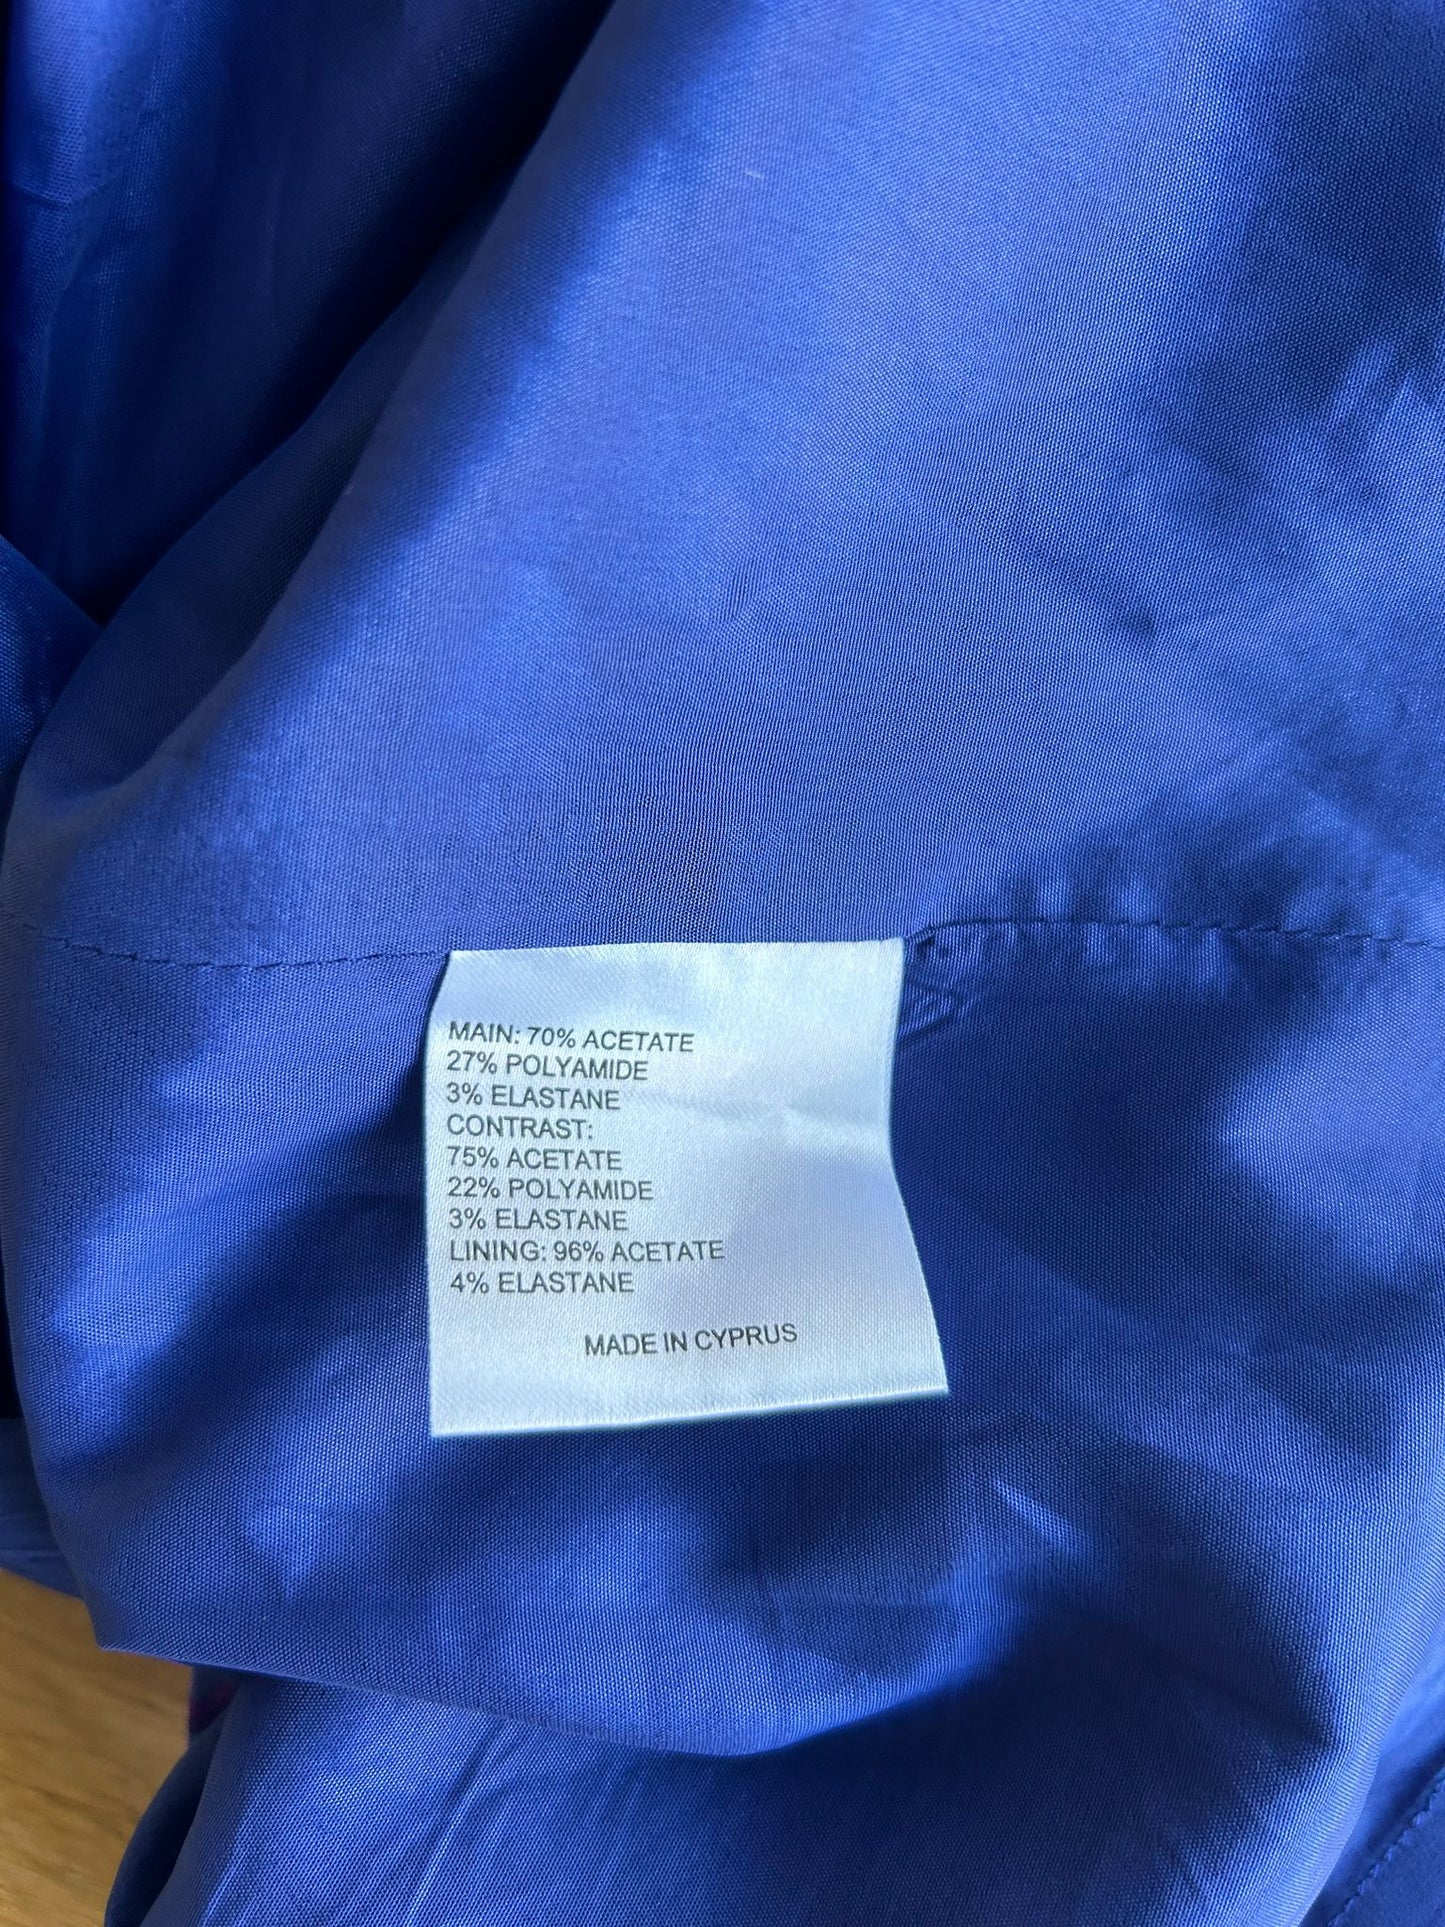 MAIN: 70% ACETATE
27% POLYAMIDE
3% ELASTANE
CONTRAST:
75% ACETATE
22% POLYAMIDE
3% ELASTANE
LINING: 96% ACETATE
4% ELASTANE
MADE IN CYPRUS